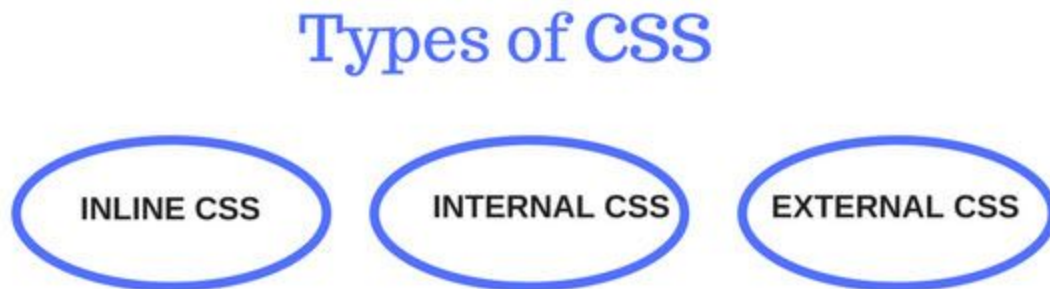 Types of CSS
INLINE CSS
INTERNAL CSS
EXTERNAL CSS